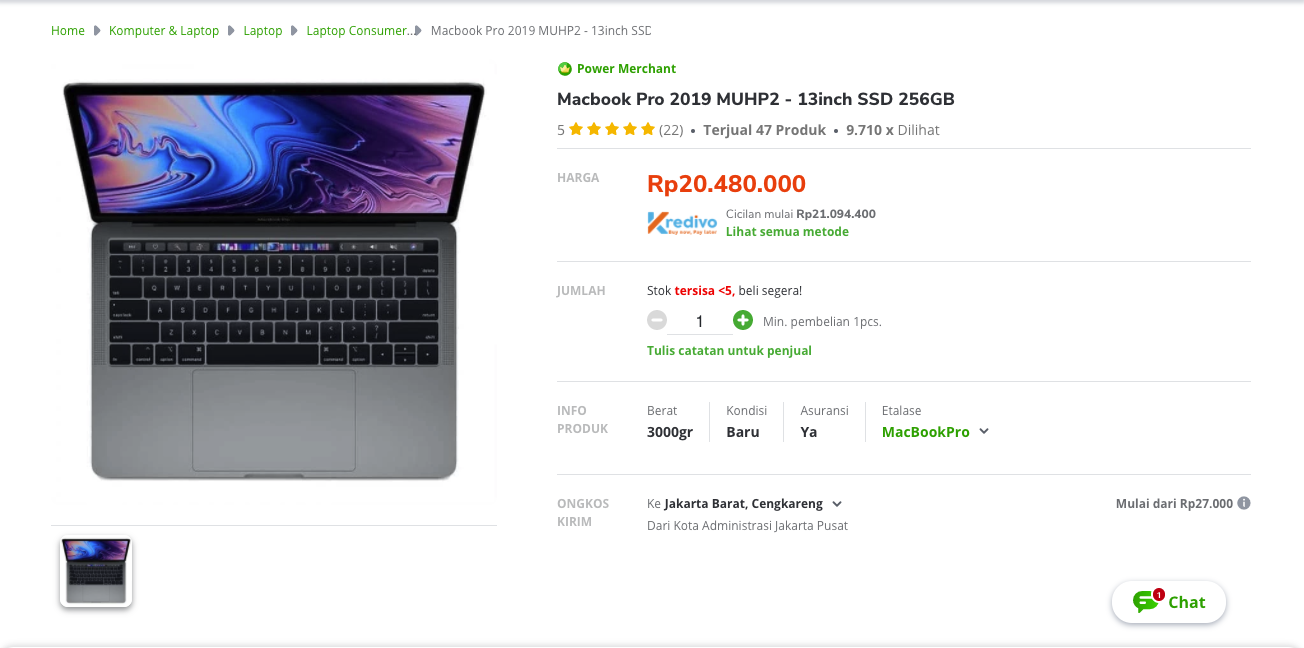 Home Komputer & Laptop Laptop Laptop Consumer... Macbook Pro 2019 MUHP2 - 13inch SSD
Power Merchant
Macbook Pro 2019 MUHP2 - 13inch SSD 256GB
5 (22) • Terjual 47 Produk • 9.710 x Dilihat
HARGA
Rp20.480.000
Kredivo
Buy now, Pay later
Cicilan mulai Rp21.094.400
Lihat semua metode
JUMLAH
Stok tersisa <5, beli segera!
1
Min. pembelian 1pcs.
Tulis catatan untuk penjual
INFO PRODUK
Berat
3000gr
Kondisi
Baru
Asuransi
Ya
Etalase
MacBookPro
ONGKOS KIRIM
Ke Jakarta Barat, Cengkareng
Dari Kota Administrasi Jakarta Pusat
Mulai dari Rp27.000
1
Chat